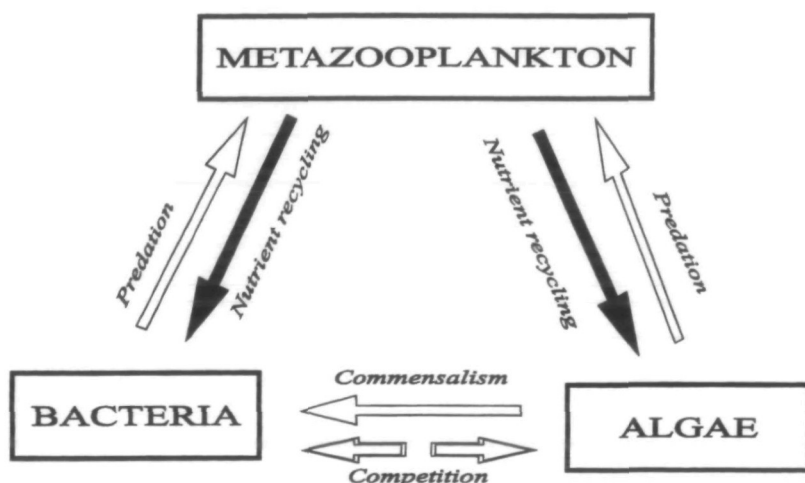 METAZOOPLANKTON
Predation
Nutrient recycling
Nutrient recycling
Predation
Commensalism
BACTERIA
ALGAE
Competition